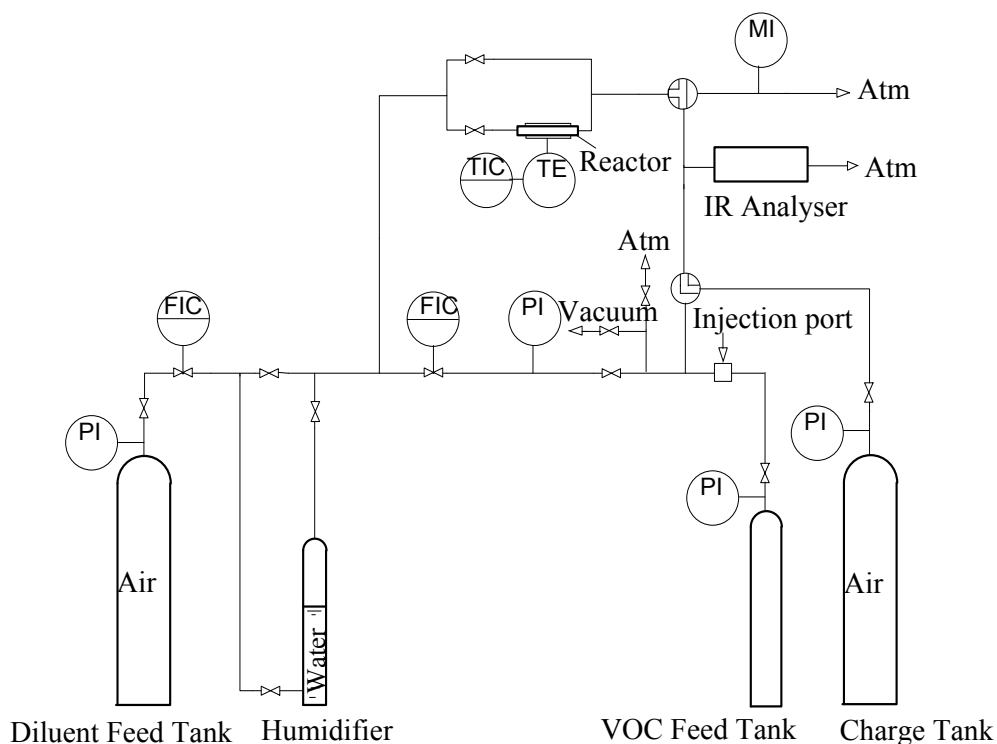 MI
Atm
Reactor
TIC
TE
Atm
IR Analyser
Atm
FIC
FIC
PI
Vacuum
Injection port
PI
PI
PI
Air
Water
Air
Diluent Feed Tank
Humidifier
VOC Feed Tank
Charge Tank